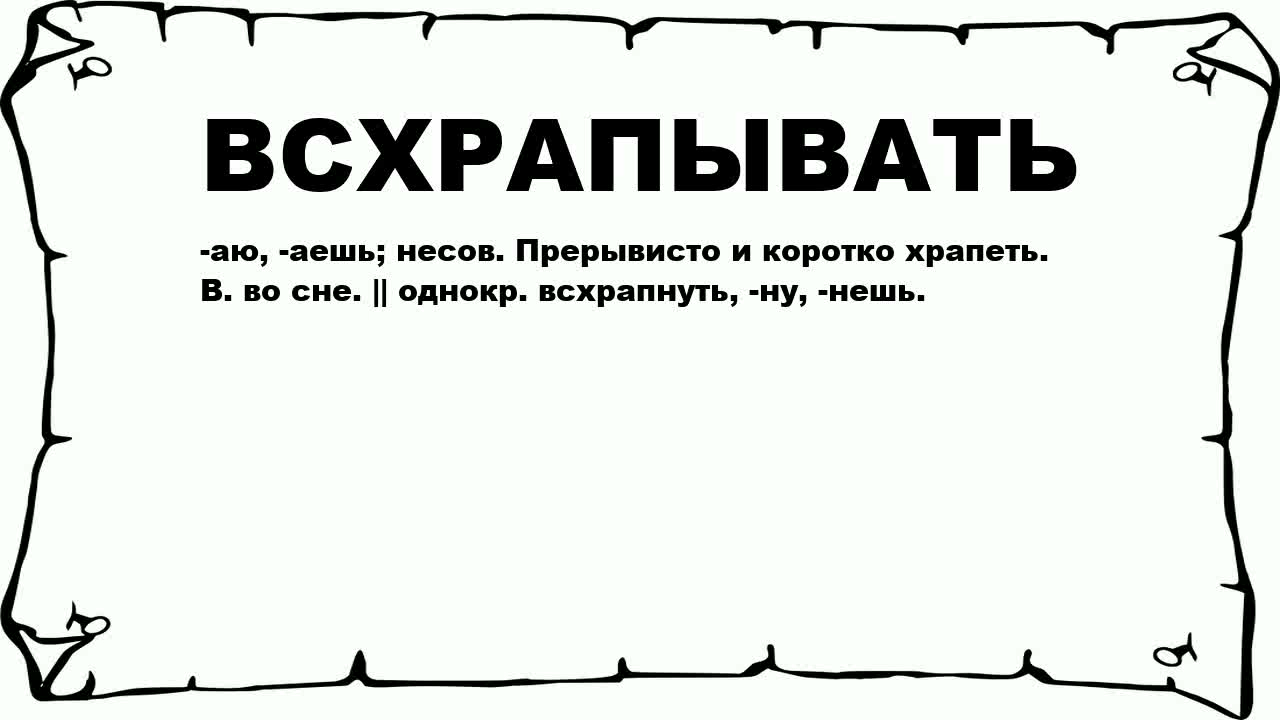 ВСХРАПЫВАТЬ
-аю, -аешь; несов. Прерывисто и коротко храпеть.
В. во сне. || однокр. всхрапнуть, -ну, -нешь.